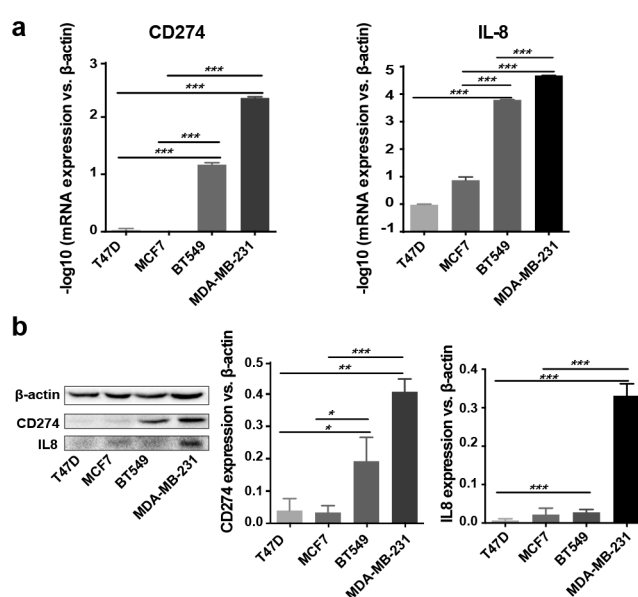 a
CD274
-log10 (mRNA expression vs. β-actin)
3
2
1
0
***
***
***
***
T47D
MCF7
BT549
MDA-MB-231
IL-8
-log10 (mRNA expression vs. β-actin)
5
4
3
2
1
0
-1
***
***
***
***
T47D
MCF7
BT549
MDA-MB-231
b
β-actin
CD274
IL8
T47D
MCF7
BT549
MDA-MB-231
CD274 expression vs. β-actin
0.5
0.4
0.3
0.2
0.1
0.0
***
**
*
*
T47D
MCF7
BT549
MDA-MB-231
IL8 expression vs. β-actin
0.4
0.3
0.2
0.1
0.0
***
***
***
T47D
MCF7
BT549
MDA-MB-231